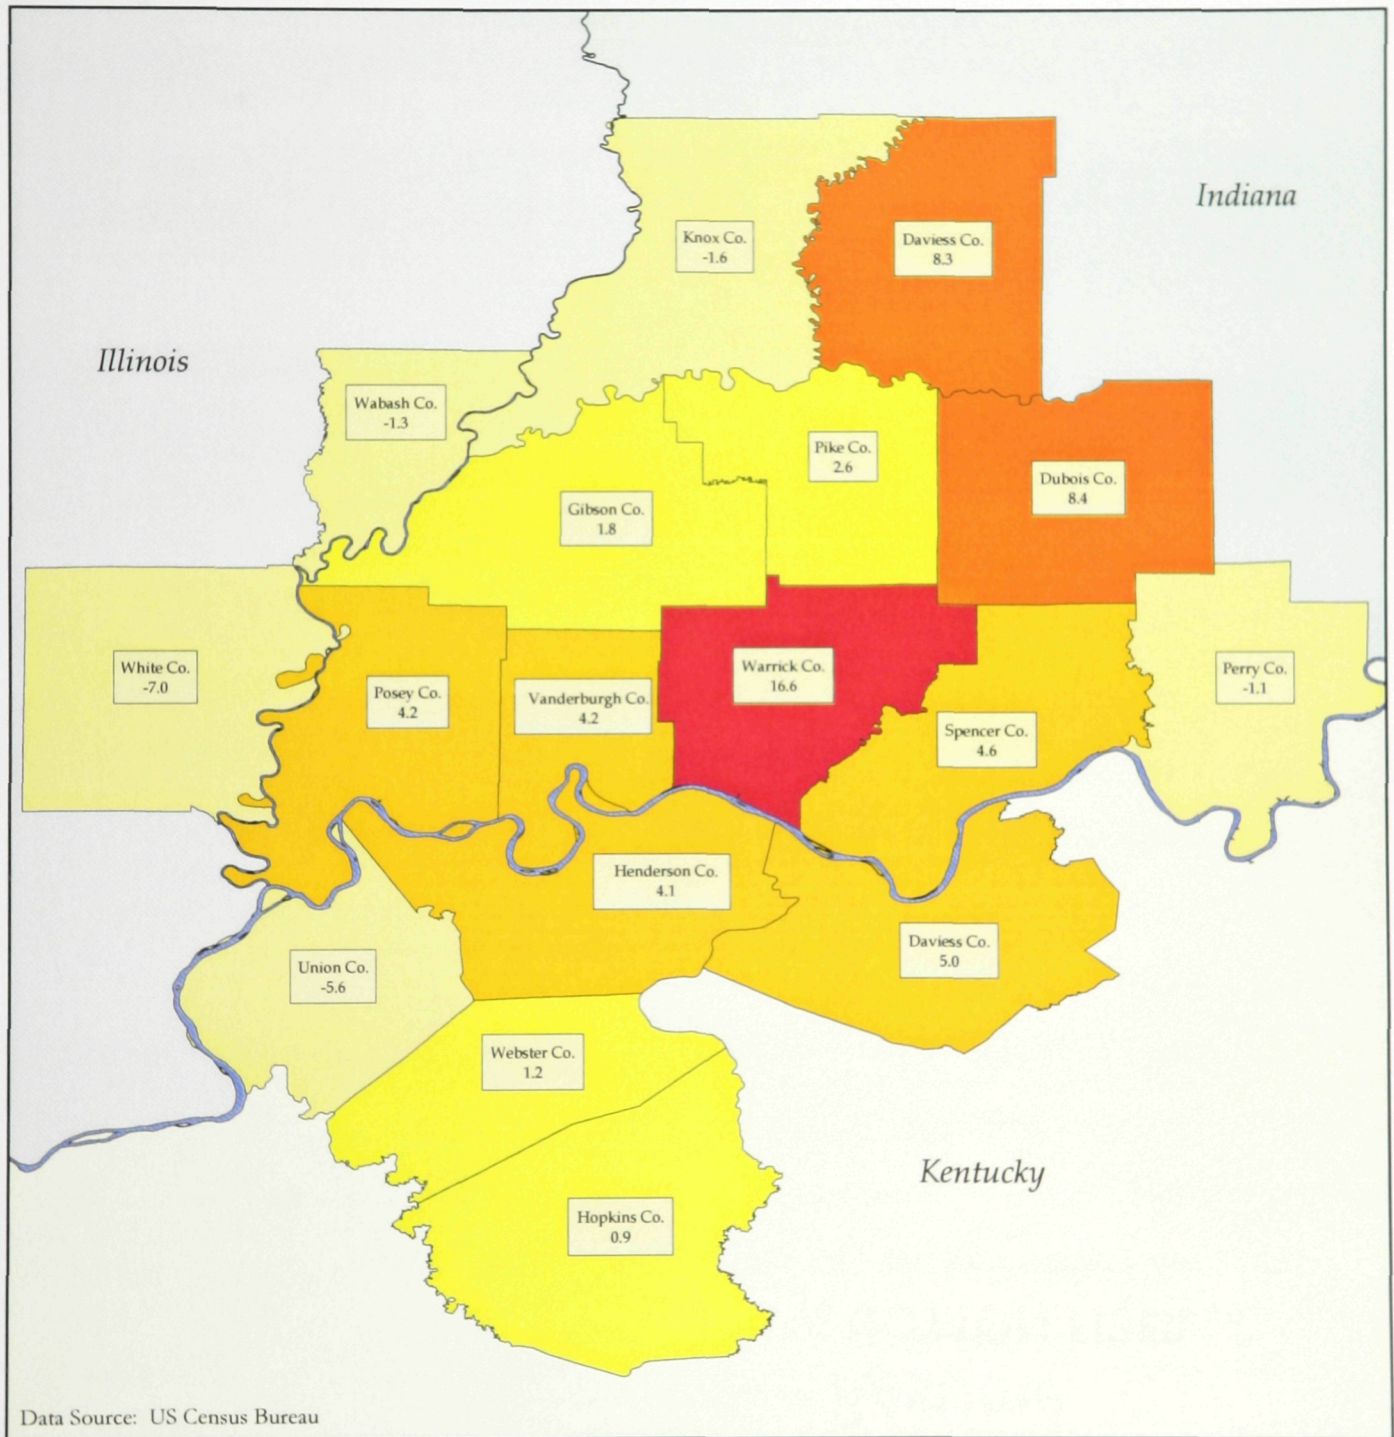 Indiana
Knox Co.
-1.6
Daviess Co.
8.3
Illinois
Wabash Co.
-1.3
Pike Co.
2.6
Dubois Co.
8.4
Gibson Co.
1.8
White Co.
-7.0
Posey Co.
4.2
Vanderburgh Co.
4.2
Warrick Co.
16.6
Perry Co.
-1.1
Spencer Co.
4.6
Henderson Co.
4.1
Daviess Co.
5.0
Union Co.
-5.6
Webster Co.
1.2
Kentucky
Hopkins Co.
0.9
Data Source: US Census Bureau